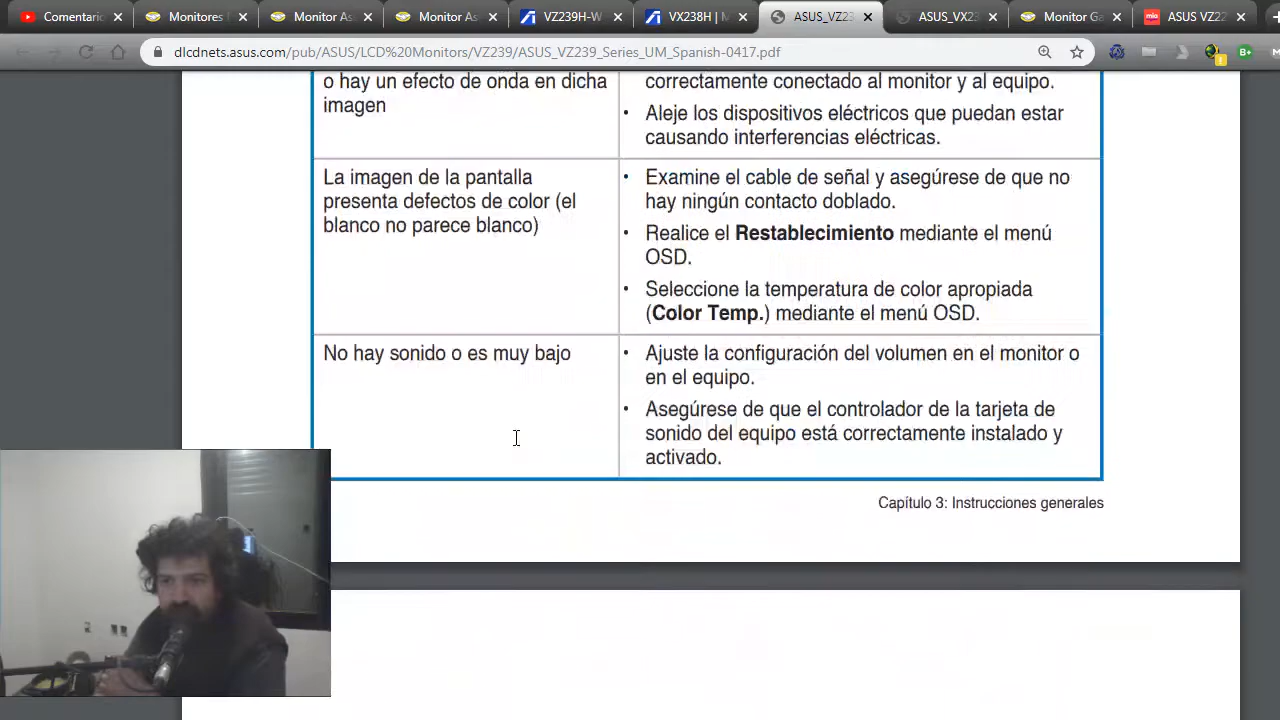 Comentario
Monitores
Monitor As
Monitor As
VZ239H-W
VX238H | M
ASUS_VZ23
ASUS_VX23
Monitor Ga
ASUS VZ22
dlcdnets.asus.com/pub/ASUS/LCD%20Monitors/VZ239/ASUS_VZ239_Series_UM_Spanish-0417.pdf
o hay un efecto de onda en dicha
imagen
correctamente conectado al monitor y al equipo.
• Aleje los dispositivos eléctricos que puedan estar
causando interferencias eléctricas.
La imagen de la pantalla
presenta defectos de color (el
blanco no parece blanco)
• Examine el cable de señal y asegúrese de que no
hay ningún contacto doblado.
• Realice el Restablecimiento mediante el menú
OSD.
• Seleccione la temperatura de color apropiada
(Color Temp.) mediante el menú OSD.
No hay sonido o es muy bajo
• Ajuste la configuración del volumen en el monitor o
en el equipo.
• Asegúrese de que el controlador de la tarjeta de
sonido del equipo está correctamente instalado y
activado.
Capítulo 3: Instrucciones generales